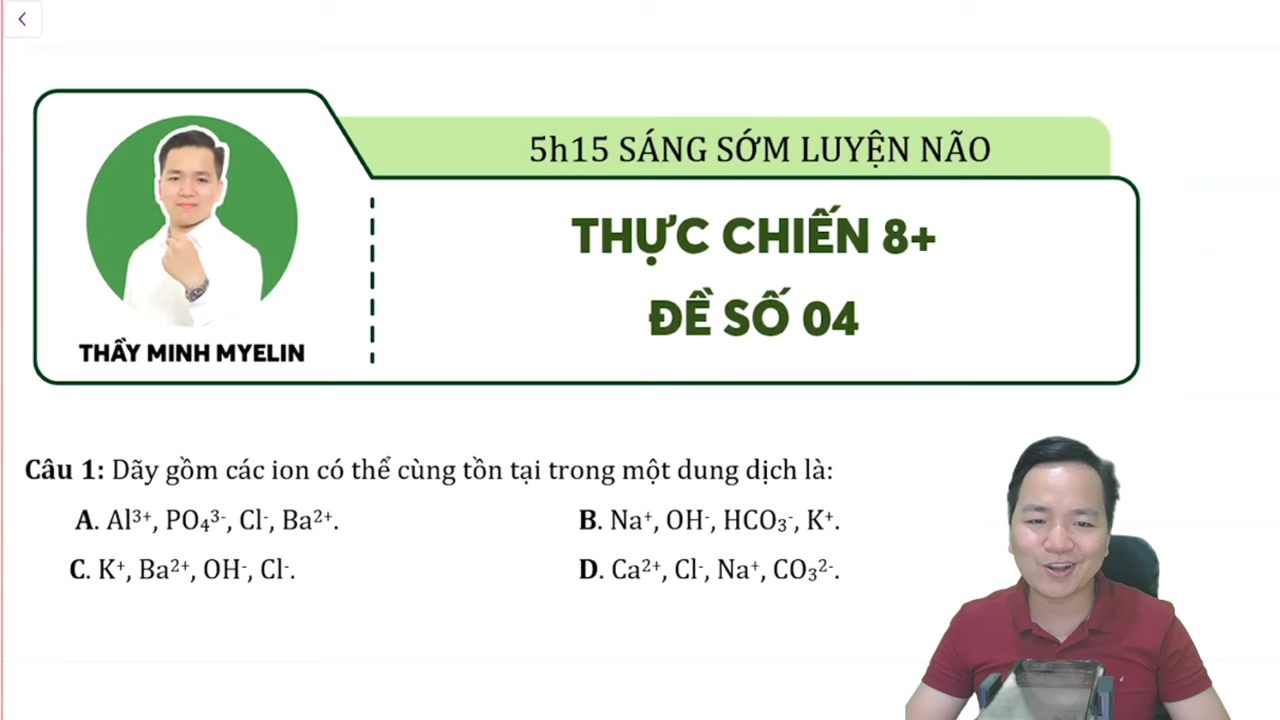 5h15 SÁNG SỚM LUYỆN NÃO
THỰC CHIẾN 8+
ĐỀ SỐ 04
THẦY MINH MYELIN
Câu 1: Dãy gồm các ion có thể cùng tồn tại trong một dung dịch là:
A. Al³⁺, PO₄³⁻, Cl⁻, Ba²⁺. B. Na⁺, OH⁻, HCO₃⁻, K⁺.
C. K⁺, Ba²⁺, OH⁻, Cl⁻. D. Ca²⁺, Cl⁻, Na⁺, CO₃²⁻.